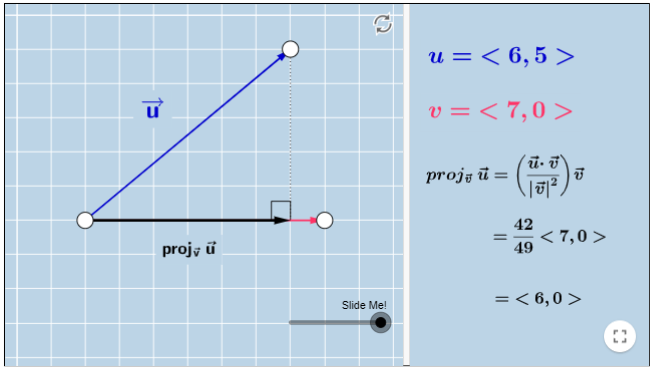 u⃗
proj_v⃗ u⃗
Slide Me!
u = < 6, 5 >
v = < 7, 0 >
proj_v⃗ u⃗ = (u⃗· v⃗ / |v⃗|²) v⃗
= 42/49 < 7, 0 >
= < 6, 0 >